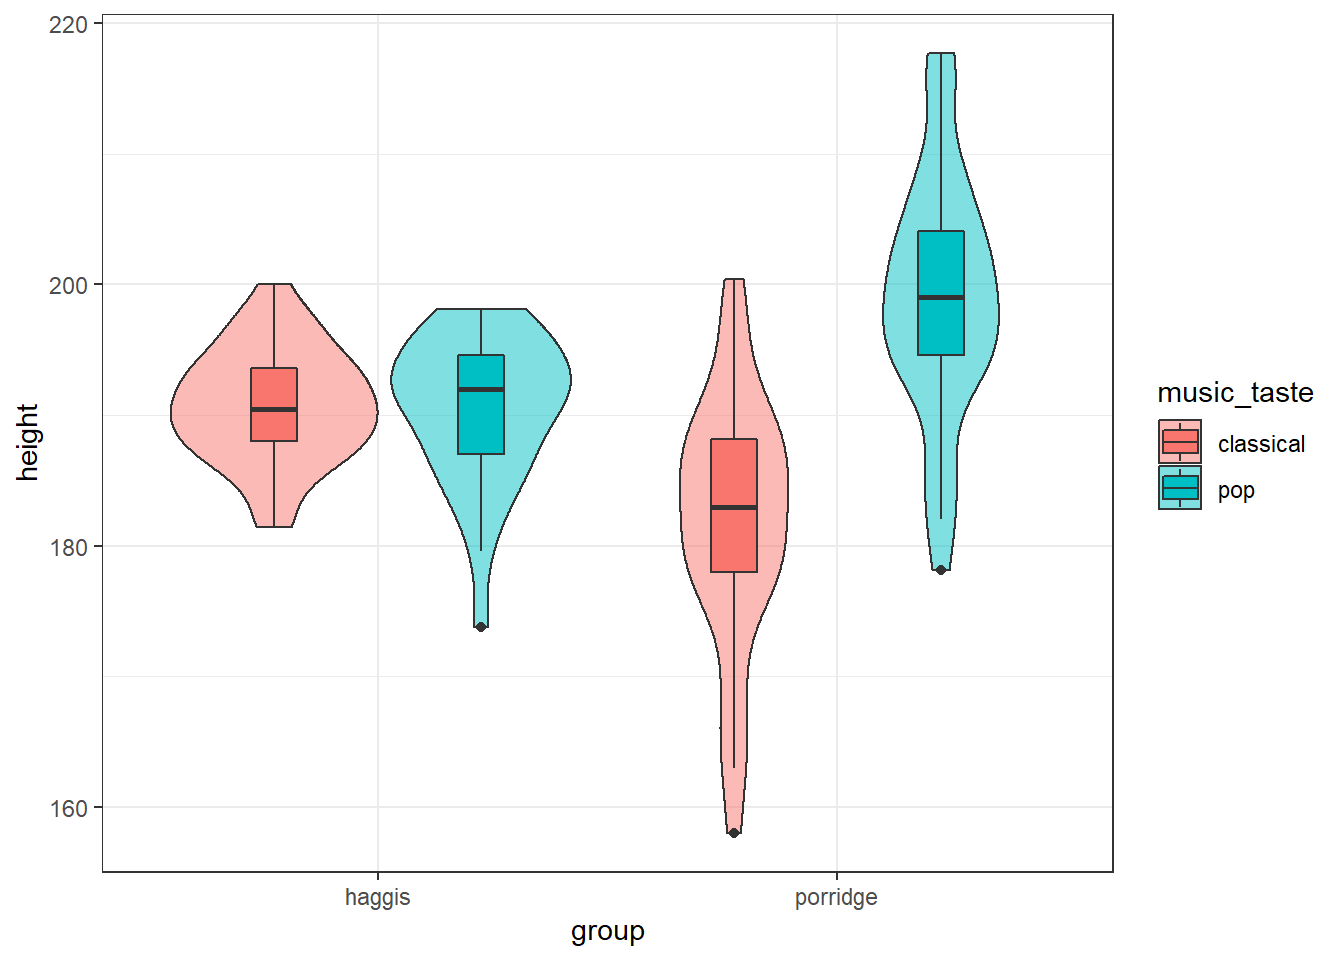 220
200
180
160
height
haggis
porridge
group
music_taste
classical
pop